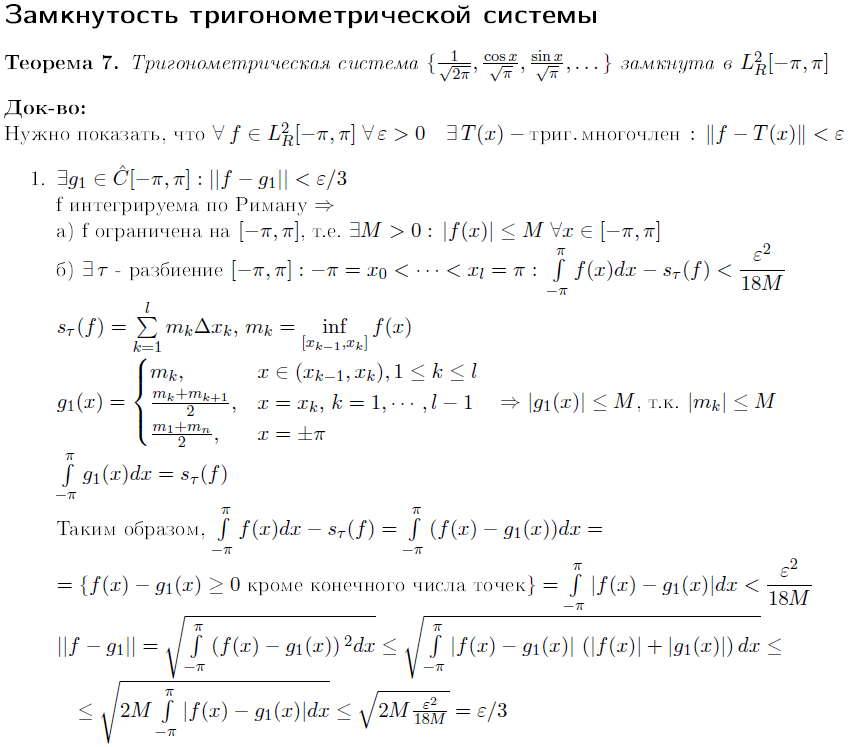 Замкнутость тригонометрической системы
Теорема 7. Тригонометрическая система {1/√2π, cos x/√π, sin x/√π, …} замкнута в L²_R[−π, π]
Док-во:
Нужно показать, что ∀ f ∈ L²_R[−π, π] ∀ ε > 0 ∃ T(x) − триг. многочлен : ‖f − T(x)‖ < ε
1. ∃g₁ ∈ Ĉ[−π, π] : ||f − g₁|| < ε/3
f интегрируема по Риману ⇒
а) f ограничена на [−π, π], т.е. ∃M > 0 : |f(x)| ≤ M ∀x ∈ [−π, π]
б) ∃ τ - разбиение [−π, π] : −π = x₀ < ⋯ < x_l = π : ∫_{−π}^{π} f(x)dx − s_τ(f) < ε²/18M
s_τ(f) = ∑_{k=1}^{l} m_k Δx_k, m_k = inf_{[x_{k−1}, x_k]} f(x)
g₁(x) = { m_k, x ∈ (x_{k−1}, x_k), 1 ≤ k ≤ l
(m_k + m_{k+1})/2, x = x_k, k = 1, ⋯, l − 1 ⇒ |g₁(x)| ≤ M, т.к. |m_k| ≤ M
(m₁ + m_n)/2, x = ±π
∫_{−π}^{π} g₁(x)dx = s_τ(f)
Таким образом, ∫_{−π}^{π} f(x)dx − s_τ(f) = ∫_{−π}^{π} (f(x) − g₁(x))dx =
= {f(x) − g₁(x) ≥ 0 кроме конечного числа точек} = ∫_{−π}^{π} |f(x) − g₁(x)|dx < ε²/18M
||f − g₁|| = √(∫_{−π}^{π} (f(x) − g₁(x))² dx) ≤ √(∫_{−π}^{π} |f(x) − g₁(x)| (|f(x)| + |g₁(x)|) dx) ≤
≤ √(2M ∫_{−π}^{π} |f(x) − g₁(x)|dx) ≤ √(2M ε²/18M) = ε/3